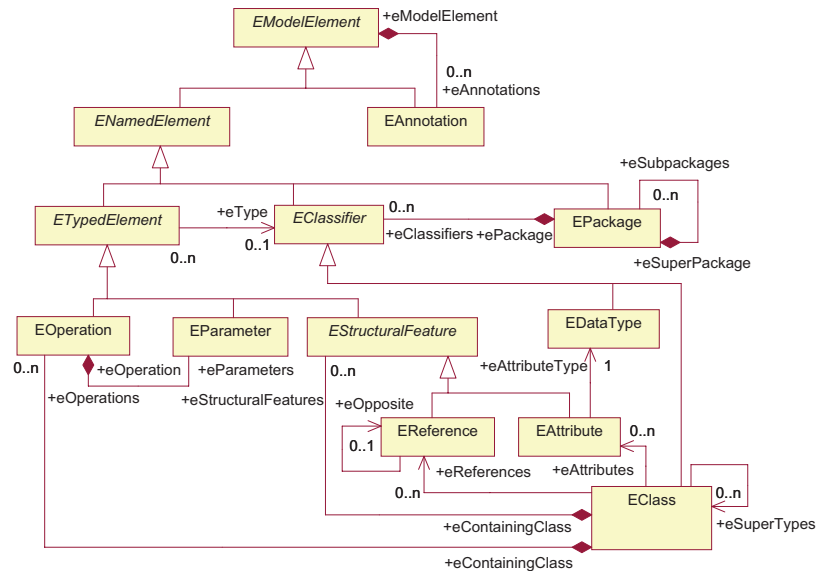 EModelElement
+eModelElement
0..n
+eAnnotations
ENamedElement
EAnnotation
+eSubpackages
0..n
ETypedElement
+eType
0..n
0..1
EClassifier
0..n
+eClassifiers
+ePackage
EPackage
+eSuperPackage
EOperation
EParameter
EStructuralFeature
EDataType
0..n
+eOperation
+eParameters
0..n
+eAttributeType
1
+eOperations
+eStructuralFeatures
+eOpposite
0..1
EReference
EAttribute
0..n
+eReferences
+eAttributes
0..n
EClass
0..n
+eSuperTypes
+eContainingClass
+eContainingClass